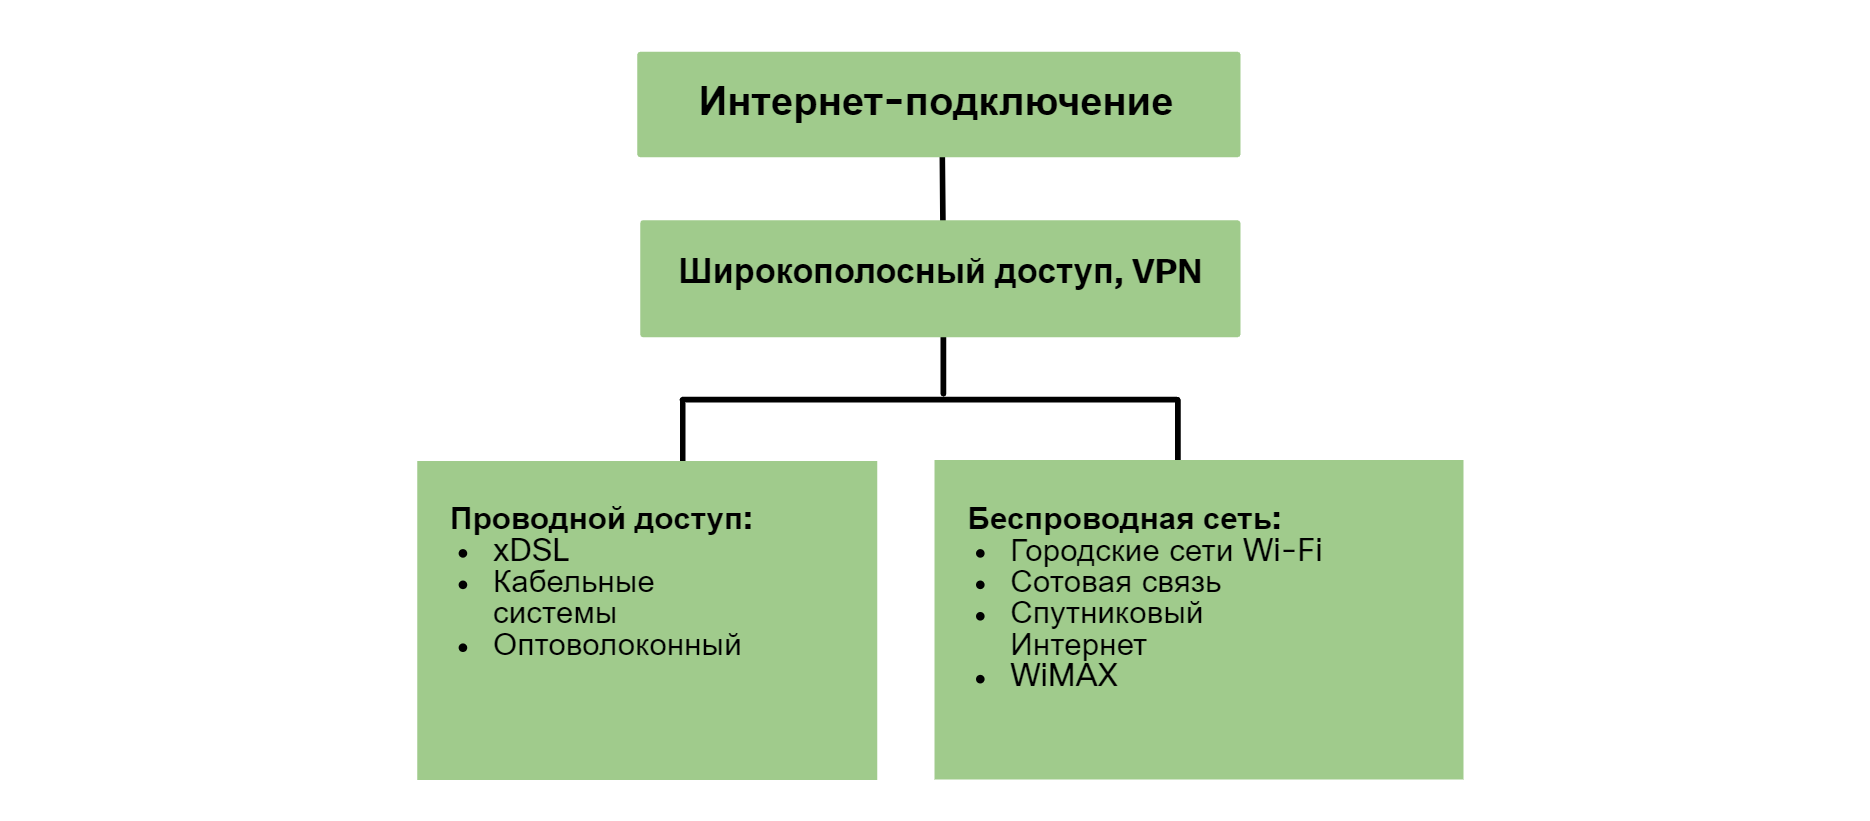 Интернет-подключение
Широкополосный доступ, VPN
Проводной доступ:
• xDSL
• Кабельные
системы
• Оптоволоконный
Беспроводная сеть:
• Городские сети Wi-Fi
• Сотовая связь
• Спутниковый
Интернет
• WiMAX